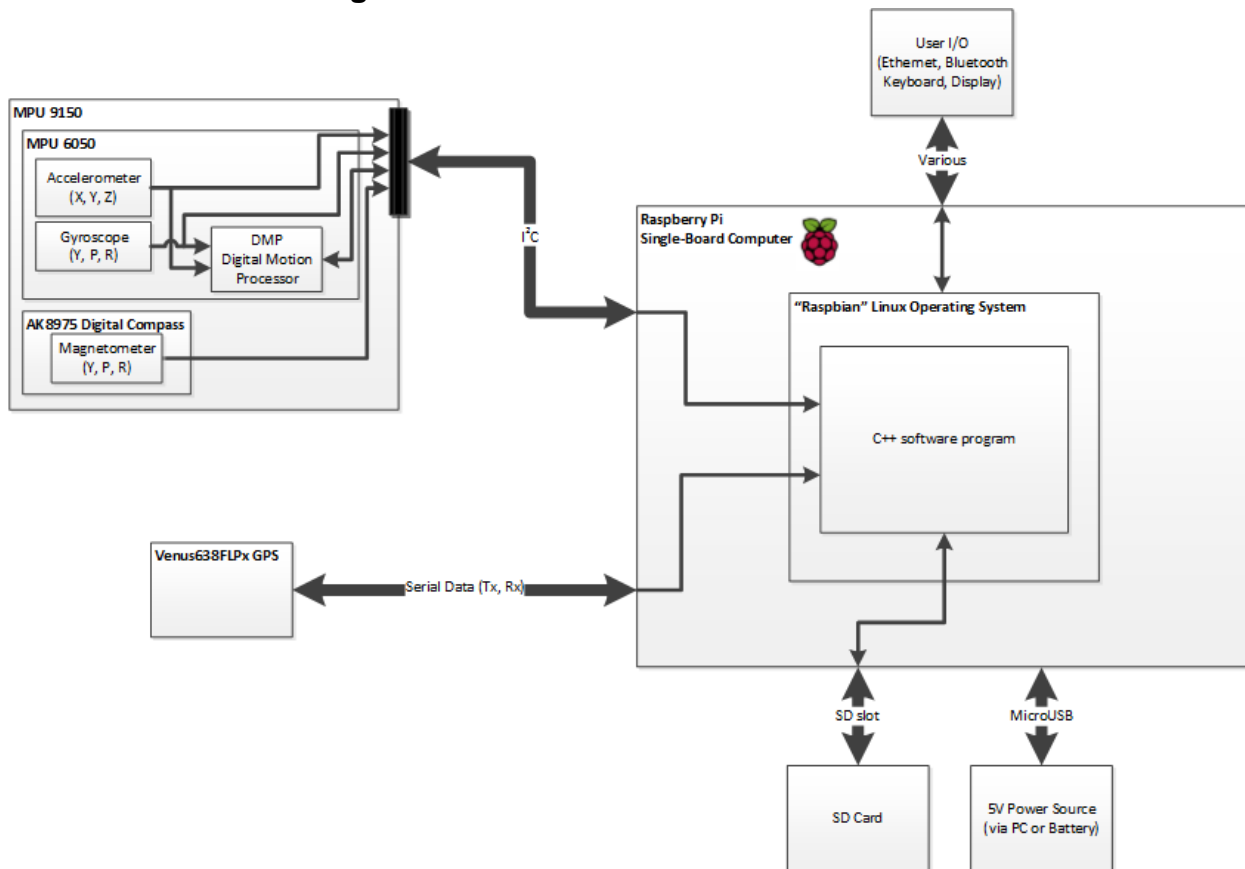 User I/O
(Ethernet, Bluetooth
Keyboard, Display)
Various
MPU 9150
MPU 6050
Accelerometer
(X, Y, Z)
Gyroscope
(Y, P, R)
DMP
Digital Motion
Processor
AK8975 Digital Compass
Magnetometer
(Y, P, R)
I²C
Raspberry Pi
Single-Board Computer
“Raspbian” Linux Operating System
C++ software program
Venus638FLPx GPS
Serial Data (Tx, Rx)
SD slot
MicroUSB
SD Card
5V Power Source
(via PC or Battery)